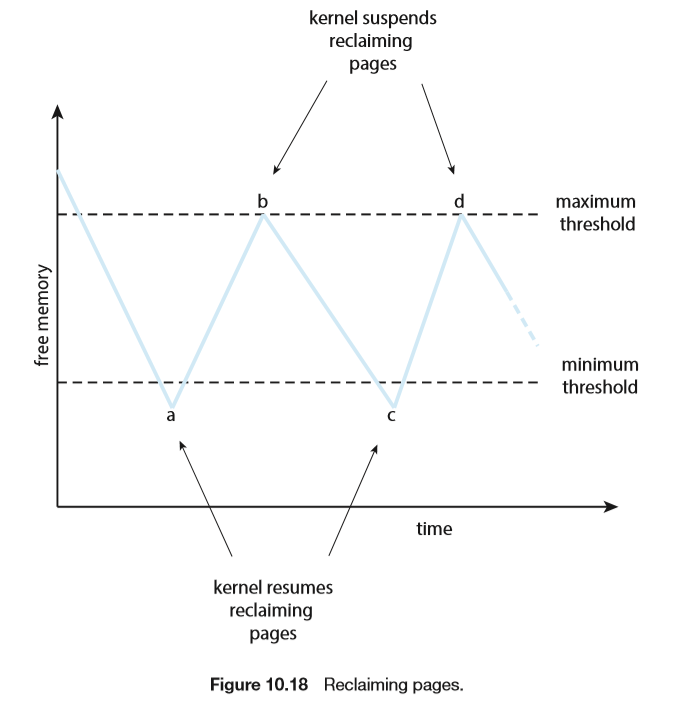 kernel suspends
reclaiming
pages
b
d
maximum
threshold
free memory
minimum
threshold
a
c
time
kernel resumes
reclaiming
pages
Figure 10.18 Reclaiming pages.